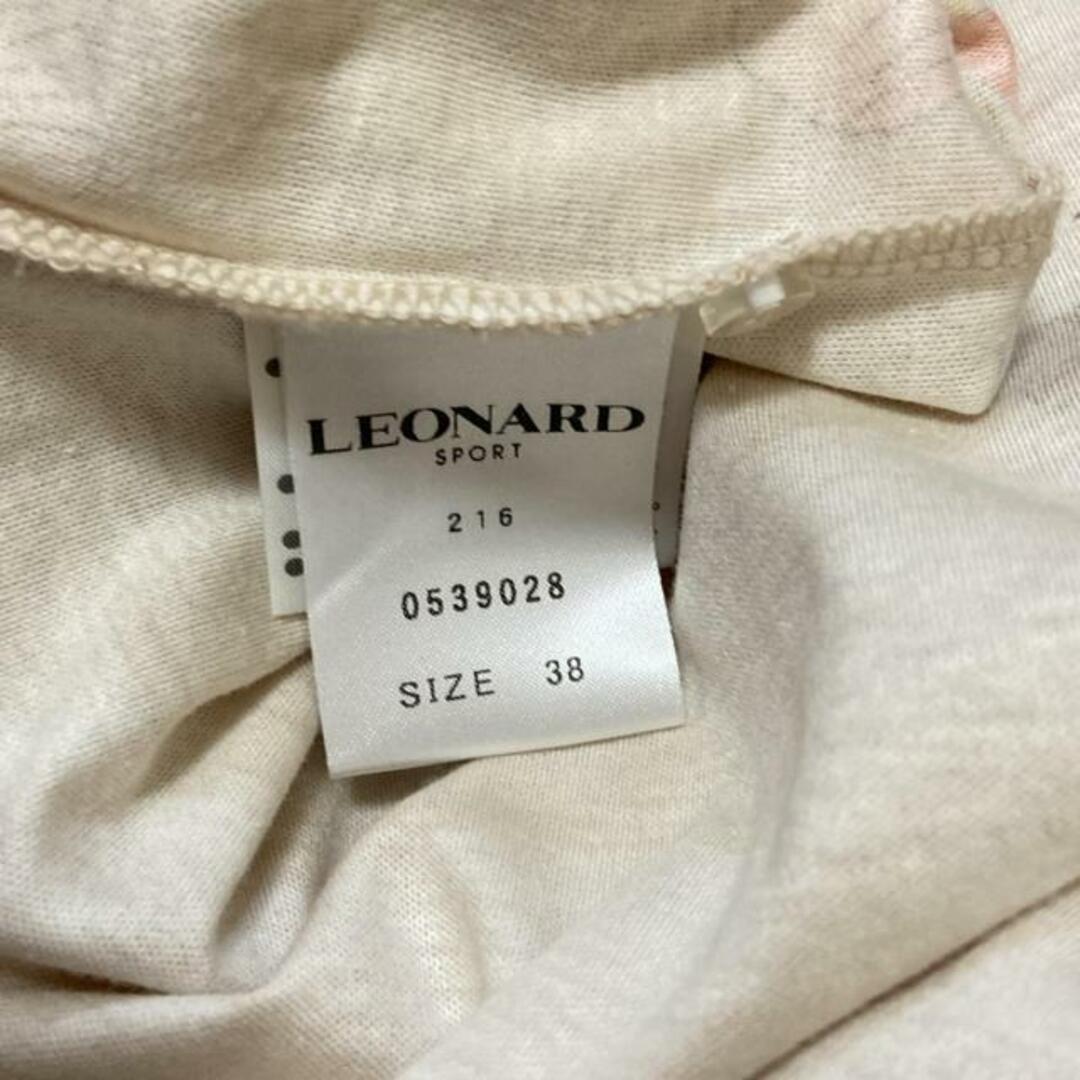 LEONARD
SPORT
216
0539028
SIZE 38